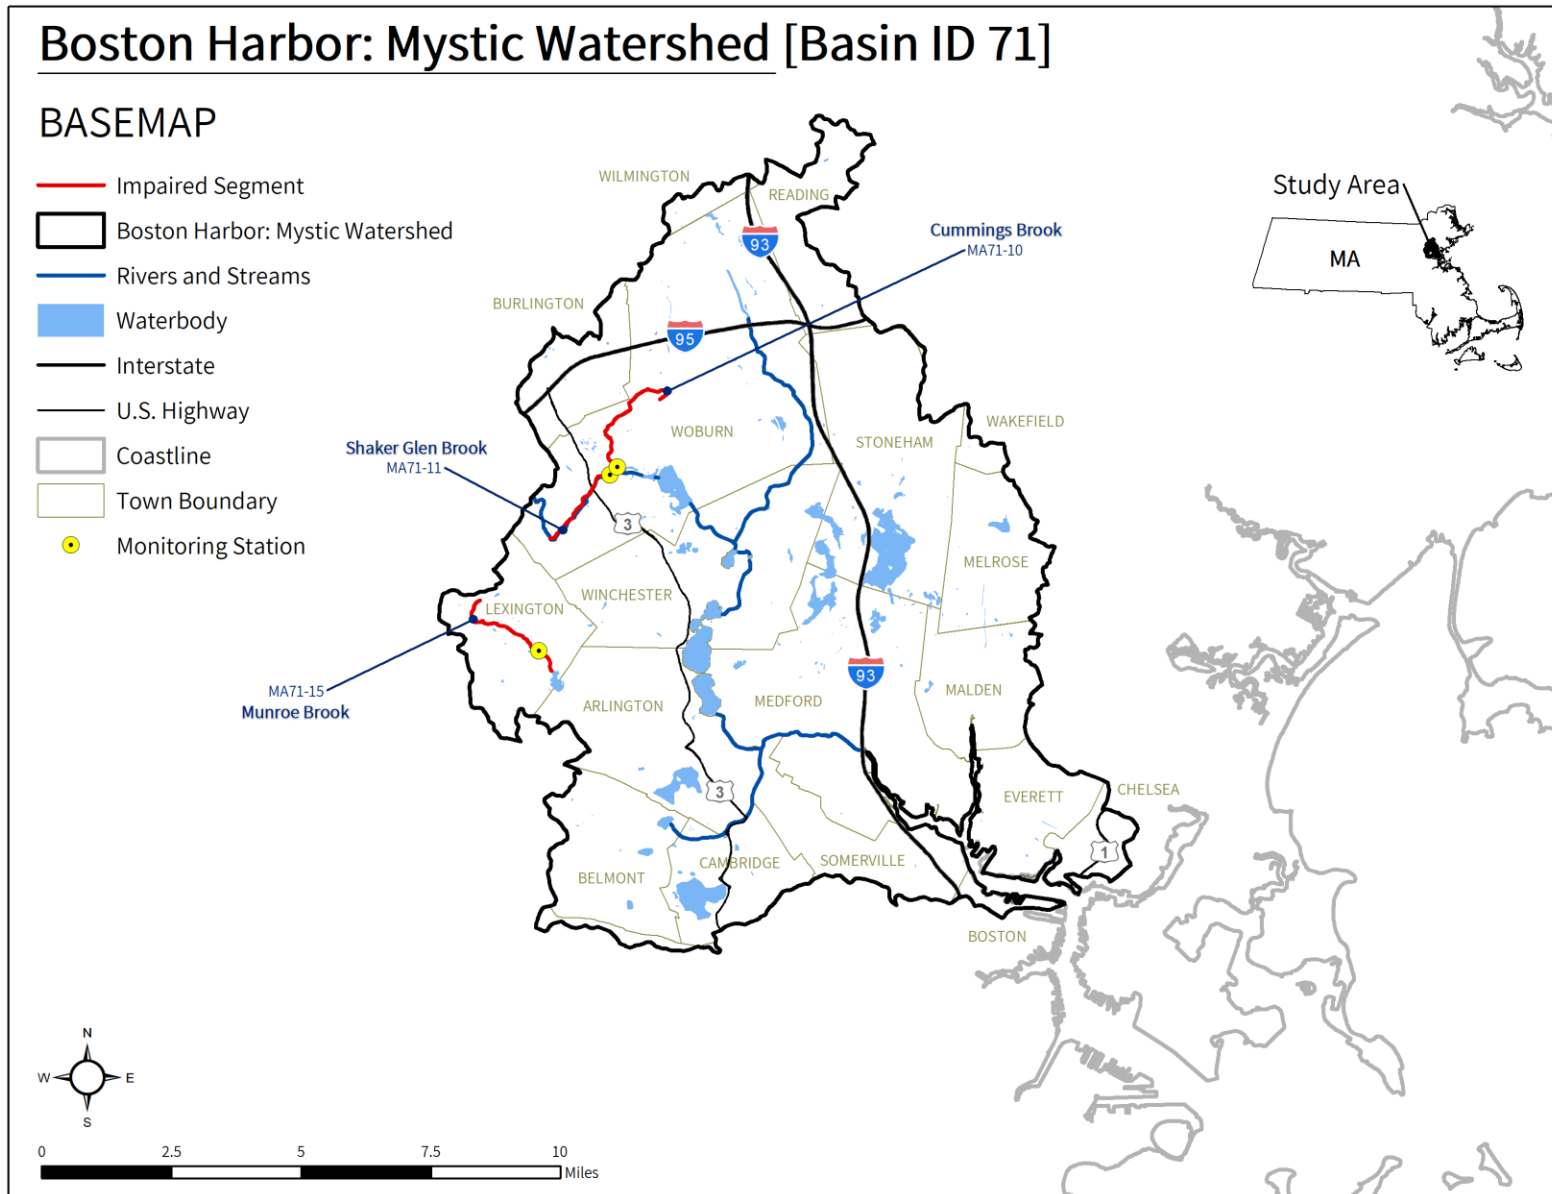 Boston Harbor: Mystic Watershed [Basin ID 71]
BASEMAP
Impaired Segment
Boston Harbor: Mystic Watershed
Rivers and Streams
Waterbody
Interstate
U.S. Highway
Coastline
Town Boundary
Monitoring Station
Study Area
MA
WILMINGTON
READING
93
Cummings Brook
MA71-10
BURLINGTON
95
WOBURN
STONEHAM
WAKEFIELD
Shaker Glen Brook
MA71-11
3
MELROSE
WINCHESTER
LEXINGTON
93
MA71-15
Munroe Brook
ARLINGTON
MEDFORD
MALDEN
3
EVERETT
CHELSEA
1
CAMBRIDGE
SOMERVILLE
BELMONT
BOSTON
N
W E
S
0 2.5 5 7.5 10
Miles